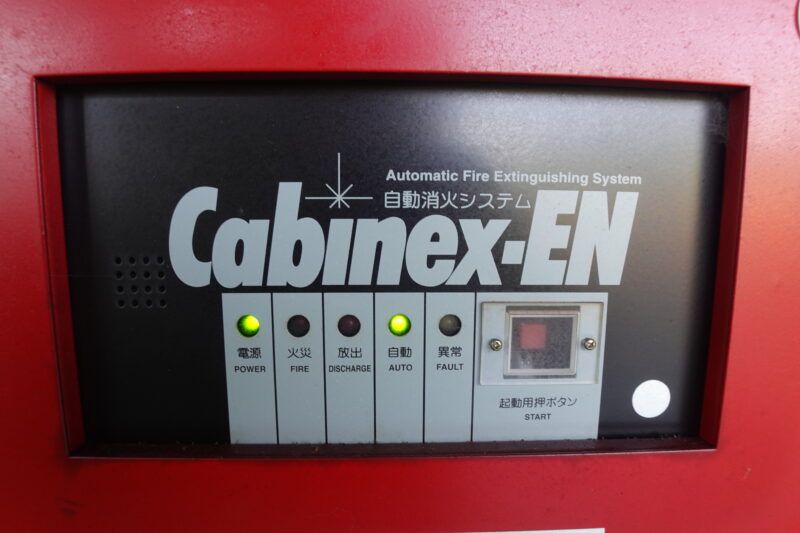 Automatic Fire Extinguishing System
自動消火システム
Cabinex-EN
電源
POWER
火災
FIRE
放出
DISCHARGE
自動
AUTO
異常
FAULT
起動用押ボタン
START